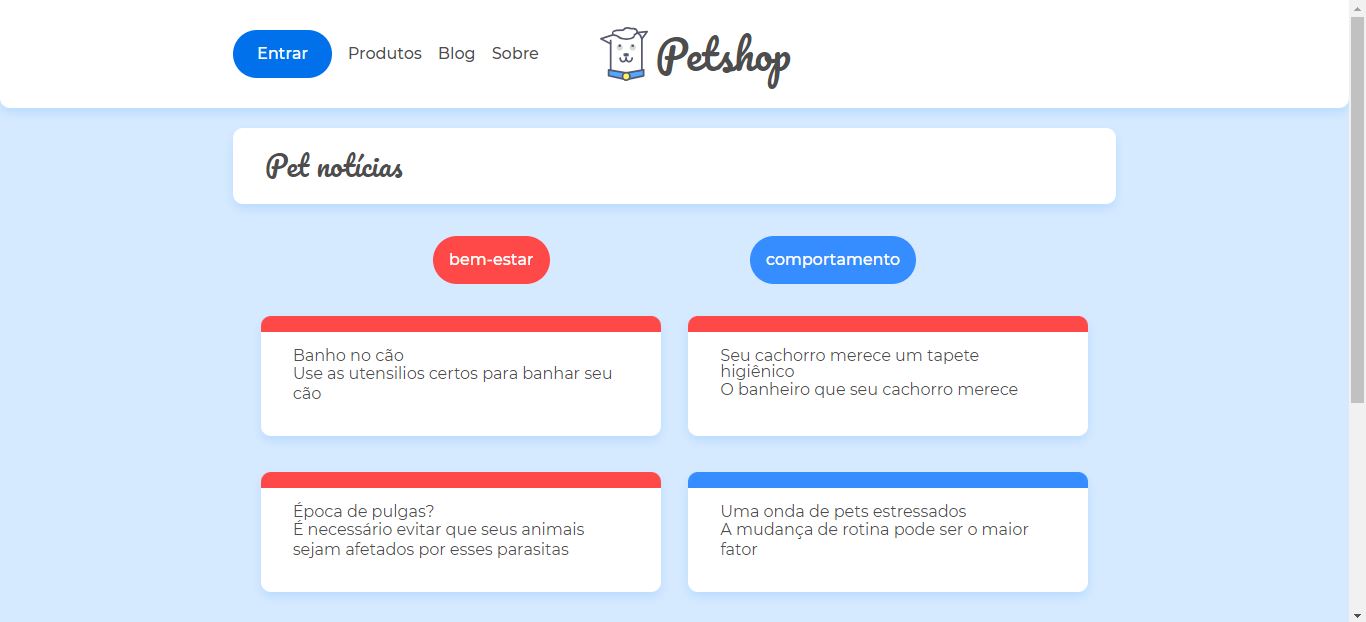 Entrar Produtos Blog Sobre Petshop
Pet notícias
bem-estar comportamento
Banho no cão
Use as utensilios certos para banhar seu
cão
Seu cachorro merece um tapete
higiênico
O banheiro que seu cachorro merece
Época de pulgas?
É necessário evitar que seus animais
sejam afetados por esses parasitas
Uma onda de pets estressados
A mudança de rotina pode ser o maior
fator